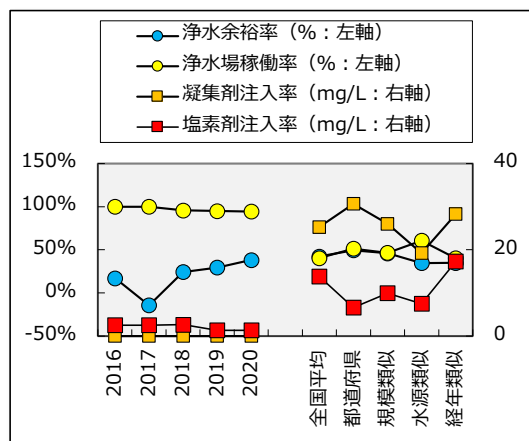 浄水余裕率（%：左軸）
浄水場稼働率（%：左軸）
凝集剤注入率（mg/L：右軸）
塩素剤注入率（mg/L：右軸）
150%
100%
50%
0%
-50%
40
20
0
2016
2017
2018
2019
2020
全国平均
都道府県
規模類似
水源類似
経年類似